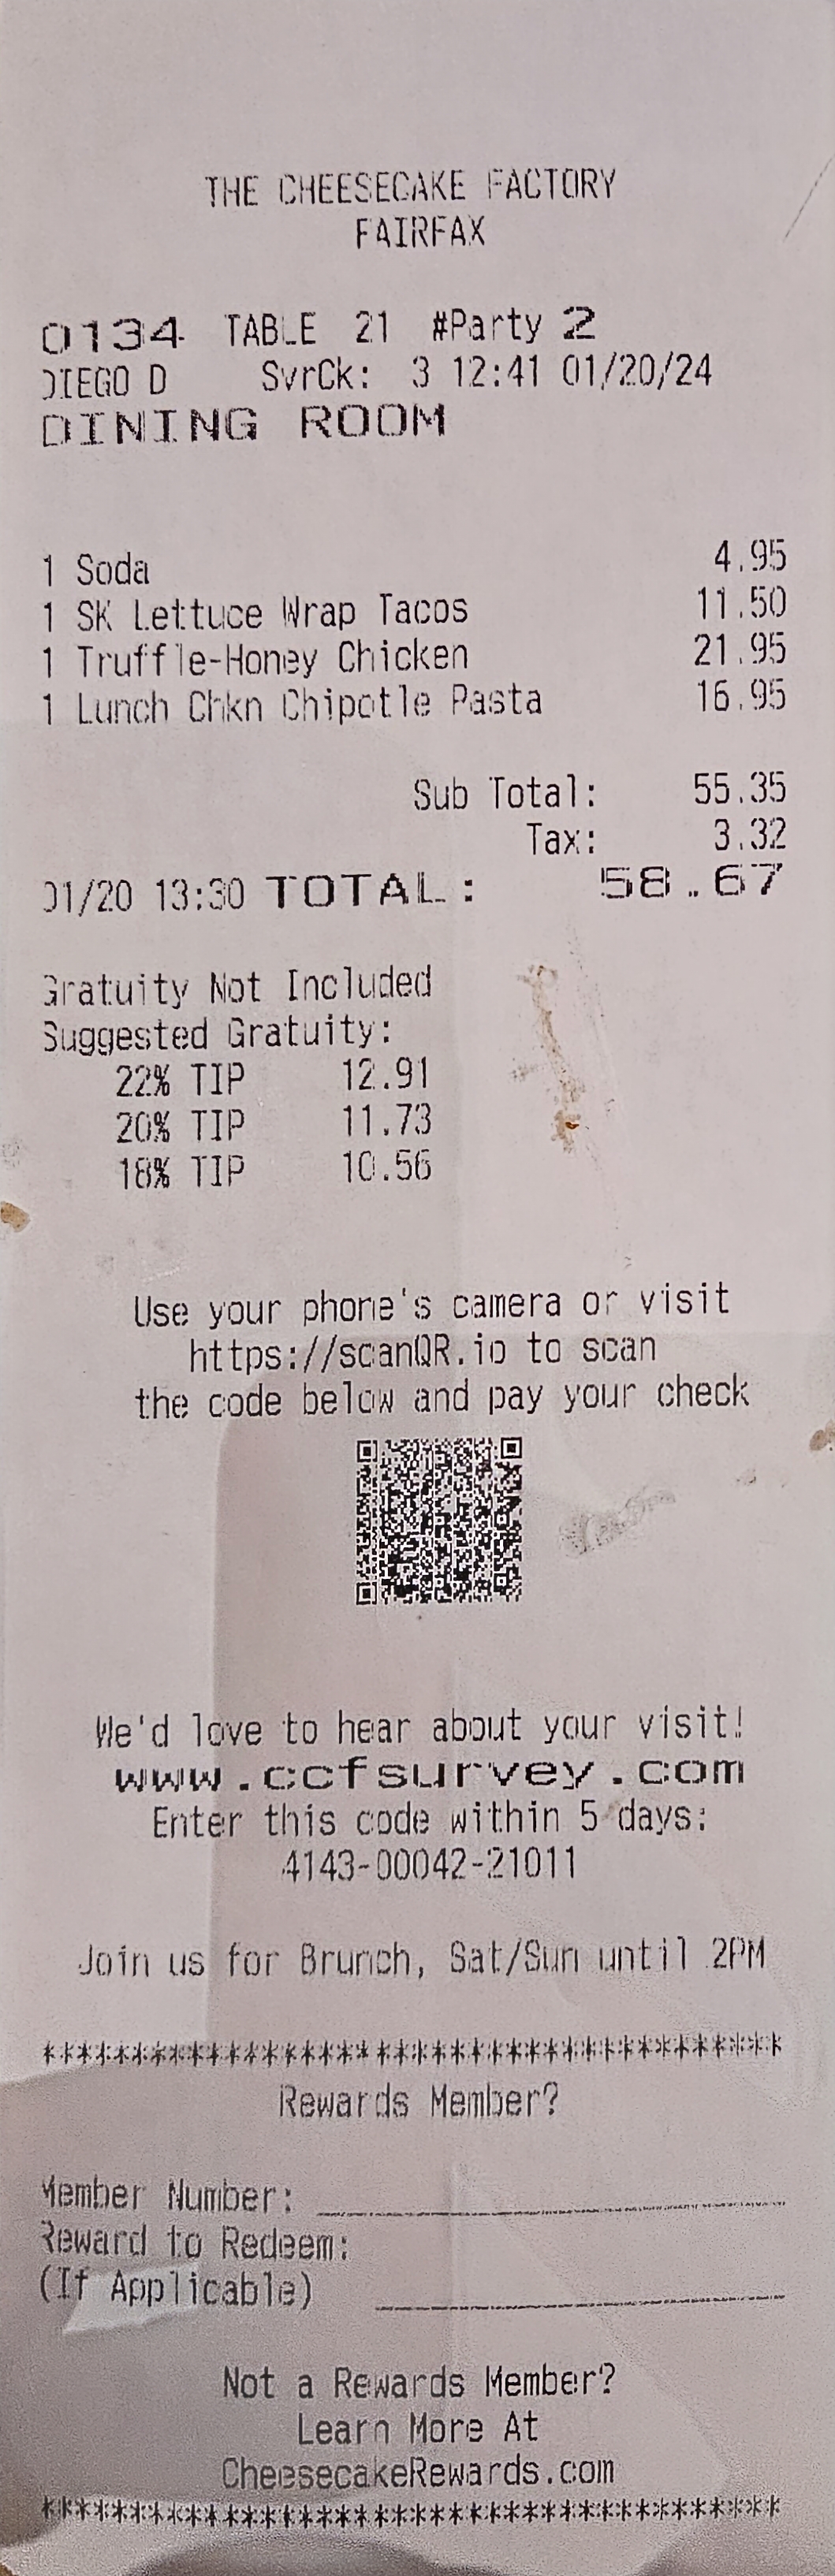 THE CHEESECAKE FACTORY
FAIRFAX
0134 TABLE 21 #Party 2
DIEGO D SvrCk: 3 12:41 01/20/24
DINING ROOM
1 Soda 4.95
1 SK Lettuce Wrap Tacos 11.50
1 Truffle-Honey Chicken 21.95
1 Lunch Chkn Chipotle Pasta 16.95
Sub Total: 55.35
Tax: 3.32
01/20 13:30 TOTAL: 58.67
Gratuity Not Included
Suggested Gratuity:
22% TIP 12.91
20% TIP 11.73
18% TIP 10.56
Use your phone's camera or visit
https://scanQR.io to scan
the code below and pay your check
We'd love to hear about your visit!
www.ccfsurvey.com
Enter this code within 5 days:
4143-00042-21011
Join us for Brunch, Sat/Sun until 2PM
****************************************
Rewards Member?
Member Number:
Reward to Redeem:
(If Applicable)
Not a Rewards Member?
Learn More At
CheesecakeRewards.com
****************************************